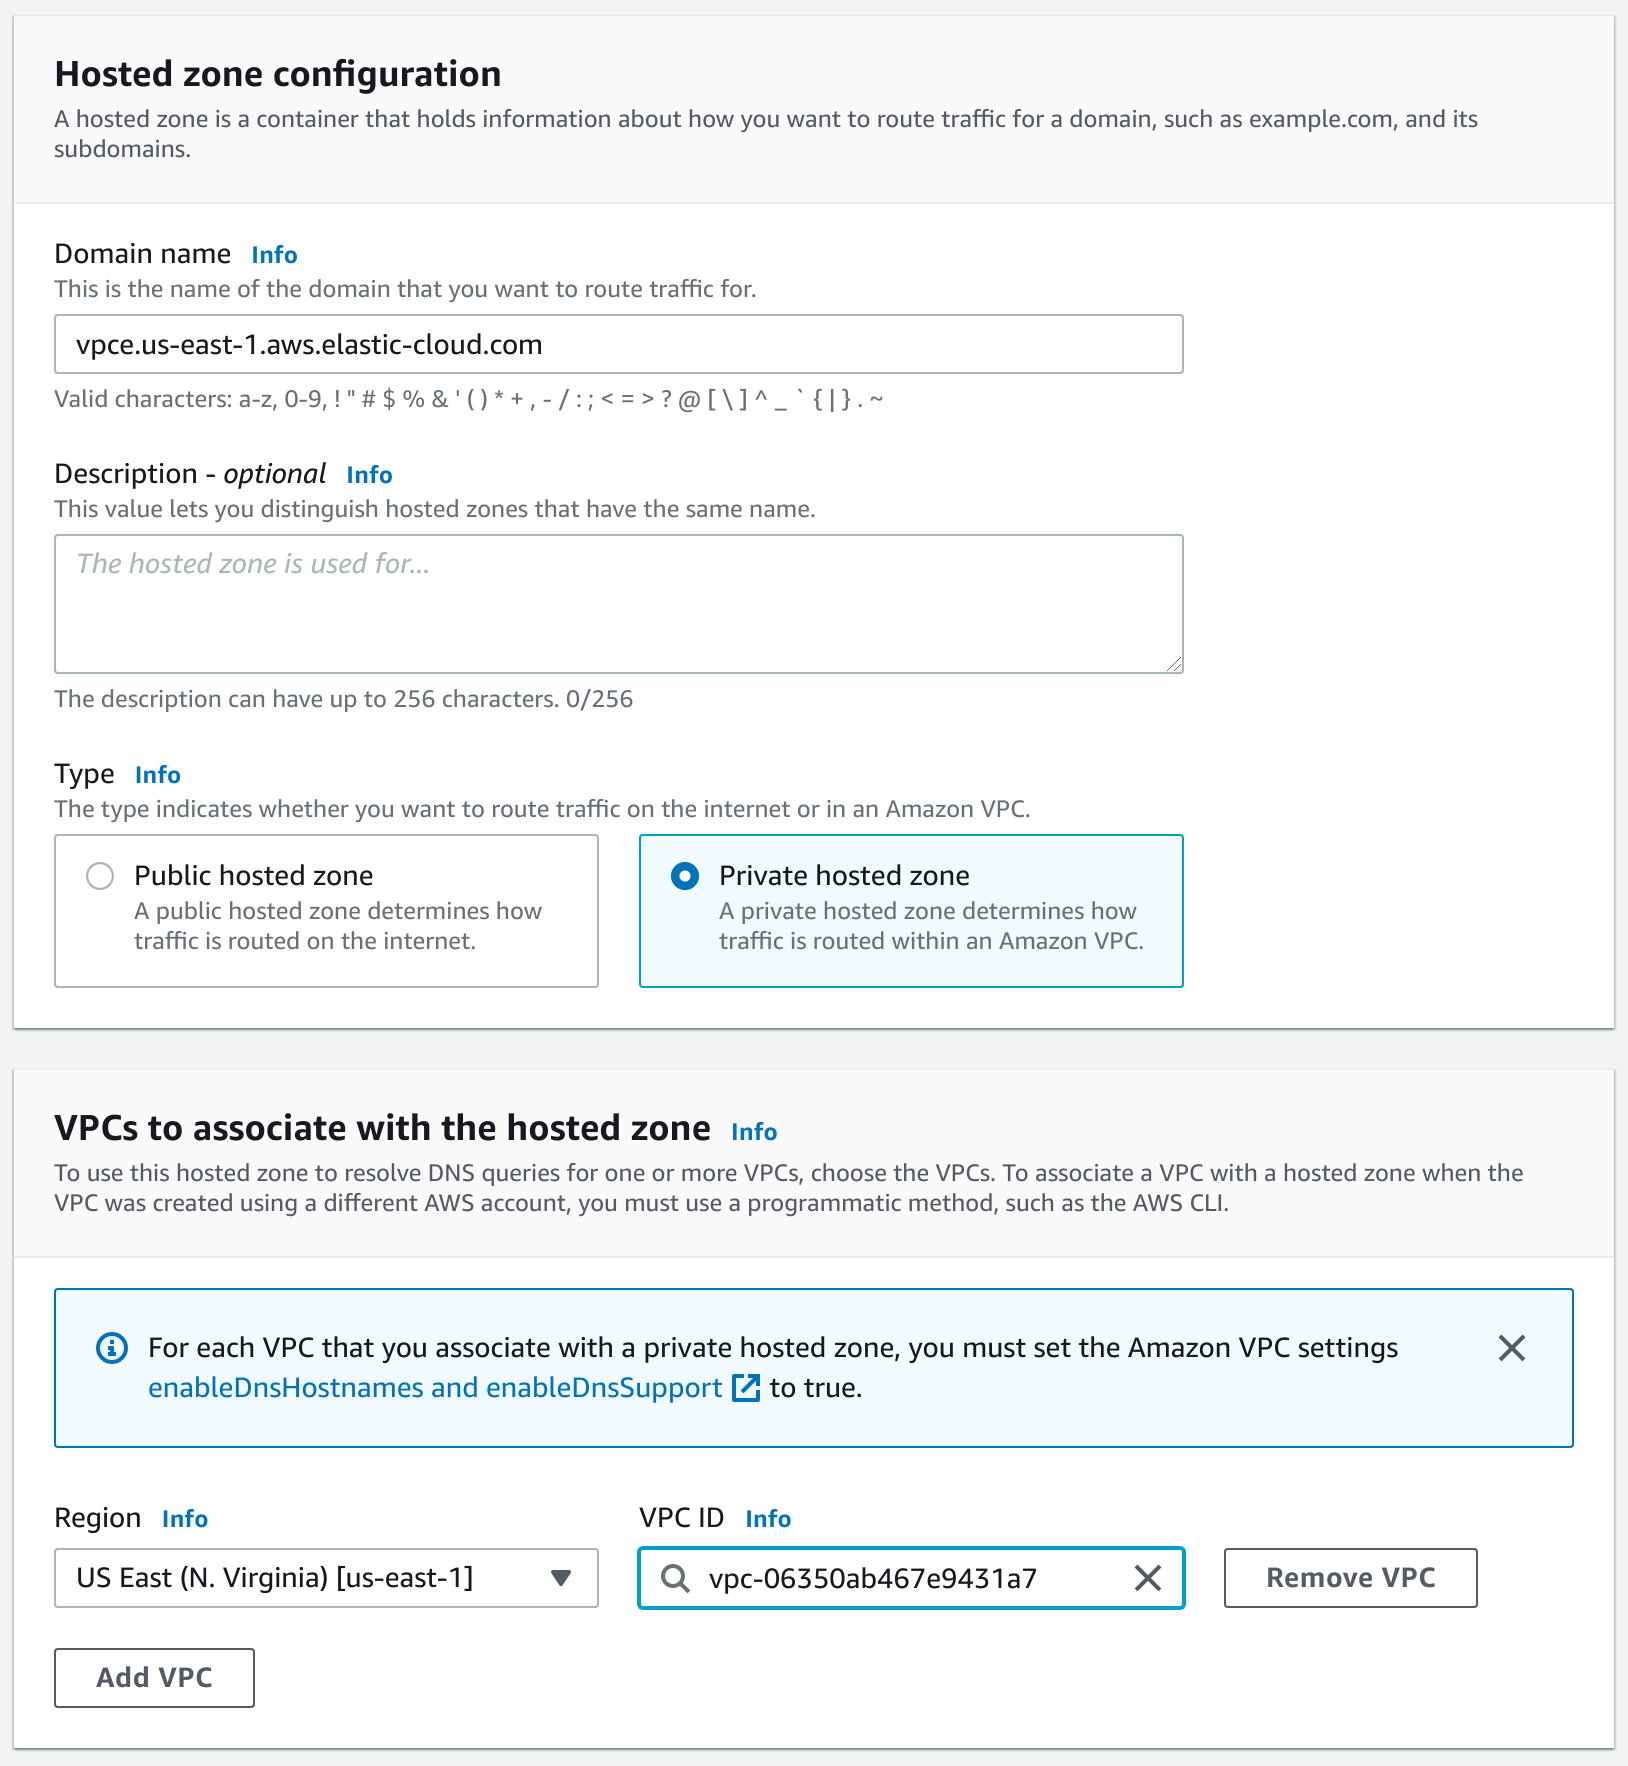 Hosted zone configuration
A hosted zone is a container that holds information about how you want to route traffic for a domain, such as example.com, and its
subdomains.
Domain name Info
This is the name of the domain that you want to route traffic for.
vpce.us-east-1.aws.elastic-cloud.com
Valid characters: a-z, 0-9, ! " # $ % & ' ( ) * + , - / : ; < = > ? @ [ \ ] ^ _ ` { | } . ~
Description - optional Info
This value lets you distinguish hosted zones that have the same name.
The hosted zone is used for...
The description can have up to 256 characters. 0/256
Type Info
The type indicates whether you want to route traffic on the internet or in an Amazon VPC.
Public hosted zone
A public hosted zone determines how
traffic is routed on the internet.
Private hosted zone
A private hosted zone determines how
traffic is routed within an Amazon VPC.
VPCs to associate with the hosted zone Info
To use this hosted zone to resolve DNS queries for one or more VPCs, choose the VPCs. To associate a VPC with a hosted zone when the
VPC was created using a different AWS account, you must use a programmatic method, such as the AWS CLI.
For each VPC that you associate with a private hosted zone, you must set the Amazon VPC settings
enableDnsHostnames and enableDnsSupport to true.
Region Info
US East (N. Virginia) [us-east-1]
VPC ID Info
vpc-06350ab467e9431a7
Remove VPC
Add VPC